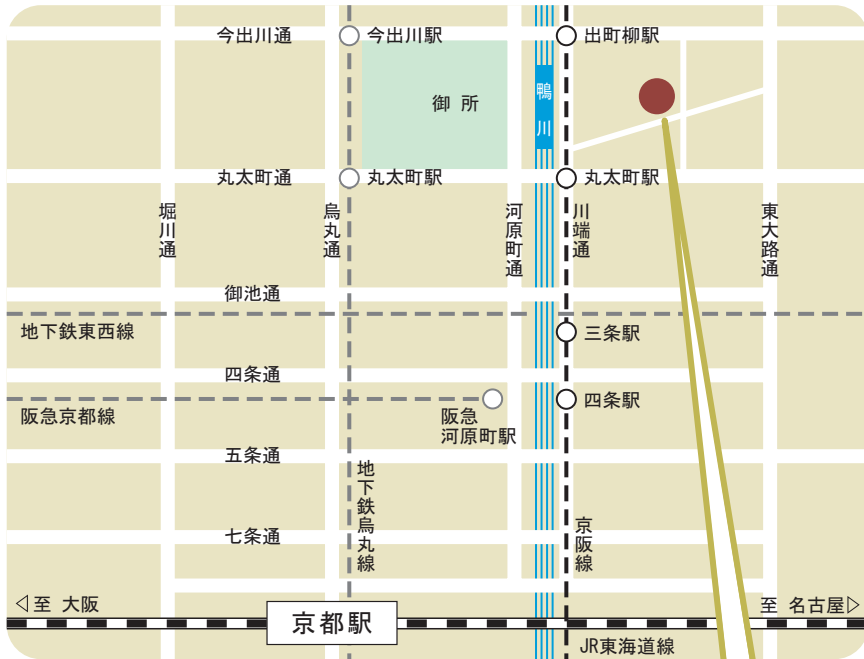 今出川通
今出川駅
出町柳駅
御所
鴨川
丸太町通
丸太町駅
丸太町駅
堀川通
烏丸通
河原町通
川端通
東大路通
御池通
地下鉄東西線
三条駅
四条通
阪急京都線
阪急
河原町駅
四条駅
五条通
地下鉄烏丸線
七条通
京阪線
◁至 大阪
京都駅
至 名古屋▷
JR東海道線